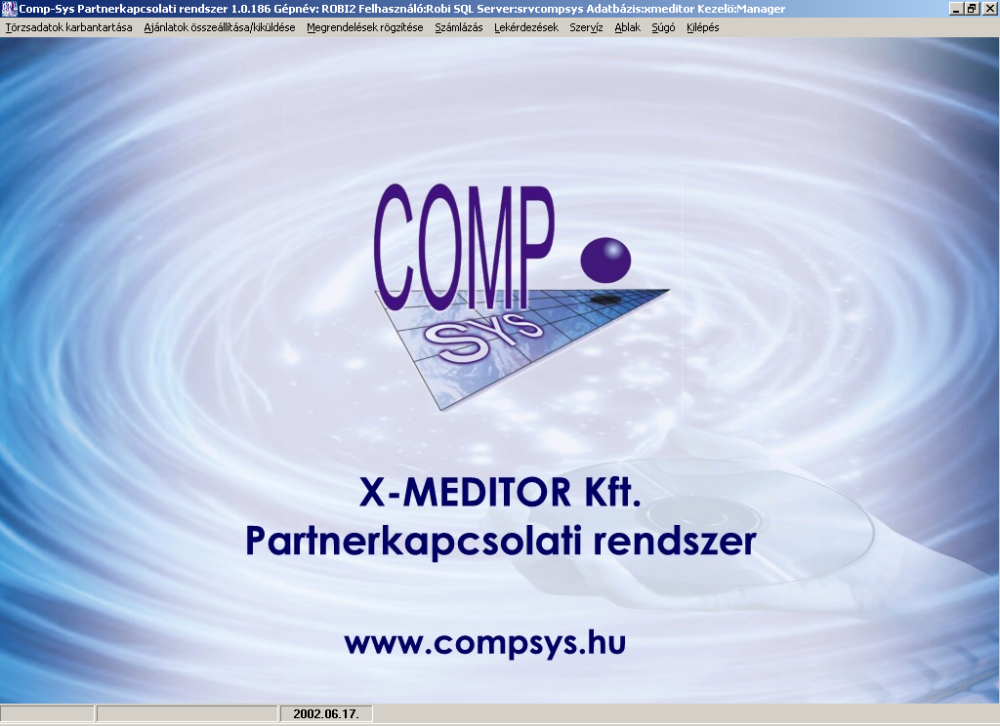 Comp-Sys Partnerkapcsolati rendszer 1.0.186 Gépnév: ROBI2 Felhasználó:Robi SQL Server:srvcompsys Adatbázis:xmeditor Kezelö:Manager
Törzsadatok karbantartása Ajánlatok összeállítása/kiküldése Megrendelések rögzítése Számlázás Lekérdezések Szerviz Ablak Súgó Kilépés
COMP
SYS
X-MEDITOR Kft.
Partnerkapcsolati rendszer
www.compsys.hu
2002.06.17.